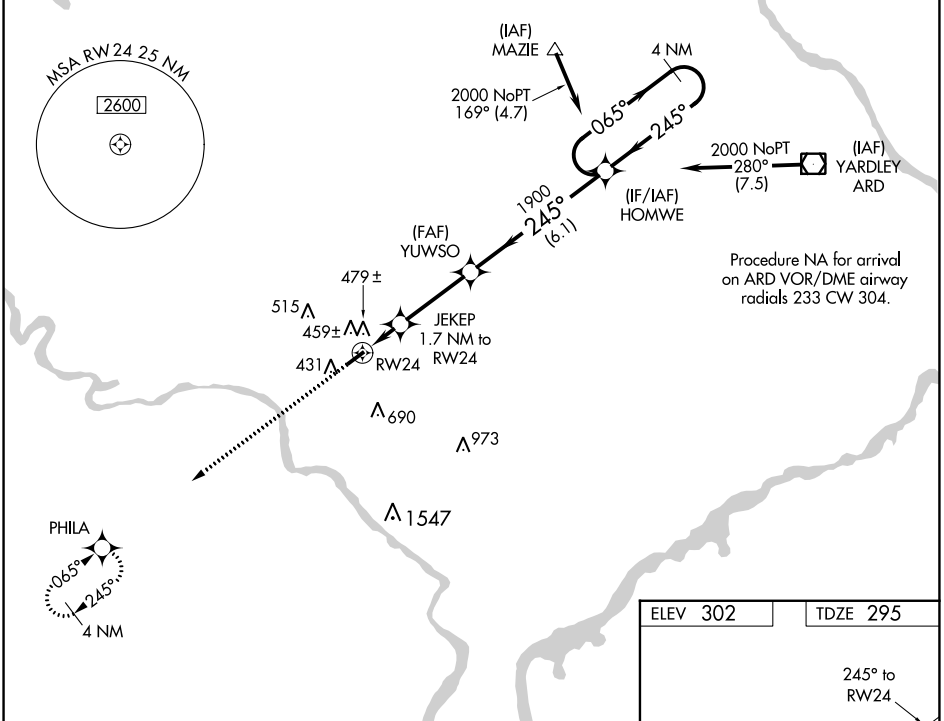 MSA RW 24 25 NM
2600
(IAF)
MAZIE
4 NM
2000 NoPT
169° (4.7)
065°
245°
2000 NoPT
280°
(7.5)
(IAF)
YARDLEY
ARD
(IF/IAF)
HOMWE
1900
245°
(6.1)
(FAF)
YUWSO
Procedure NA for arrival
on ARD VOR/DME airway
radials 233 CW 304.
479 ±
515
459±
JEKEP
1.7 NM to
RW24
431
RW24
690
973
1547
PHILA
065°
245°
4 NM
ELEV 302
TDZE 295
245° to
RW24